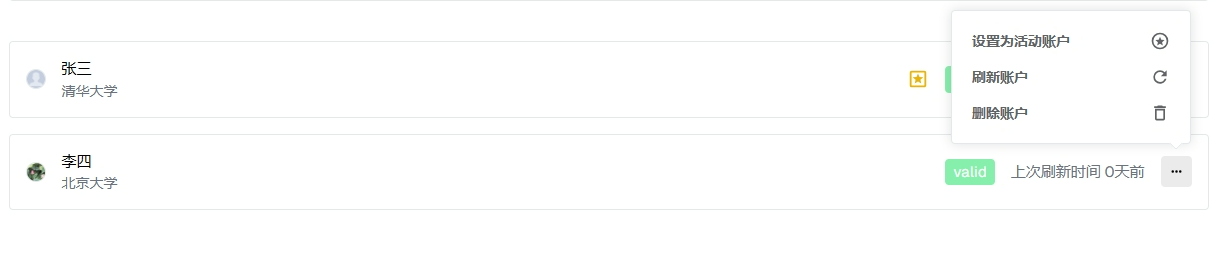 设置为活动账户
刷新账户
删除账户
张三
清华大学
李四
北京大学
valid 上次刷新时间 0天前